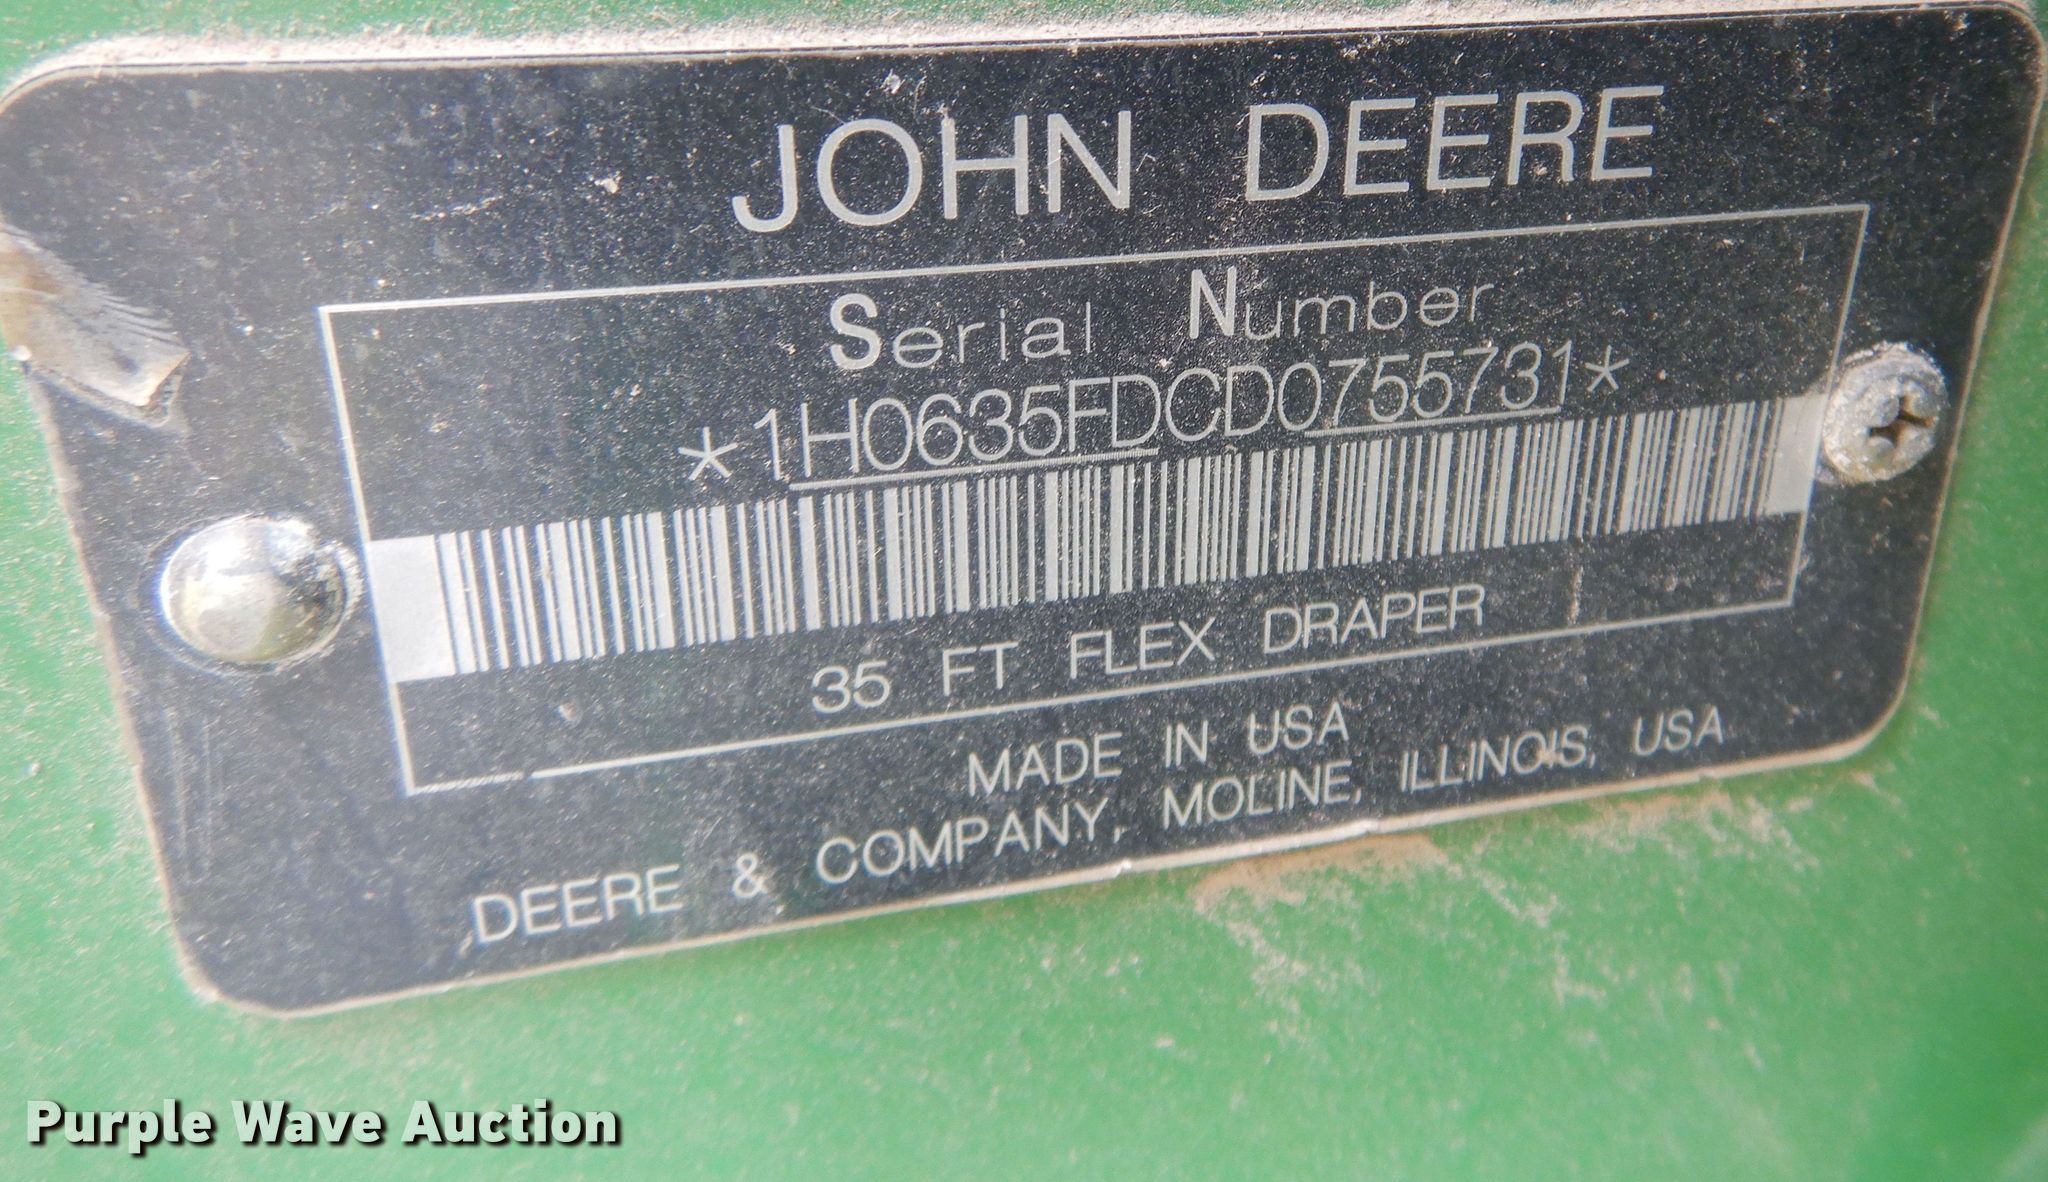 JOHN DEERE
Serial Number
*1H0635FDCD0755731*
35 FT FLEX DRAPER
MADE IN USA
DEERE & COMPANY, MOLINE, ILLINOIS, USA
Purple Wave Auction